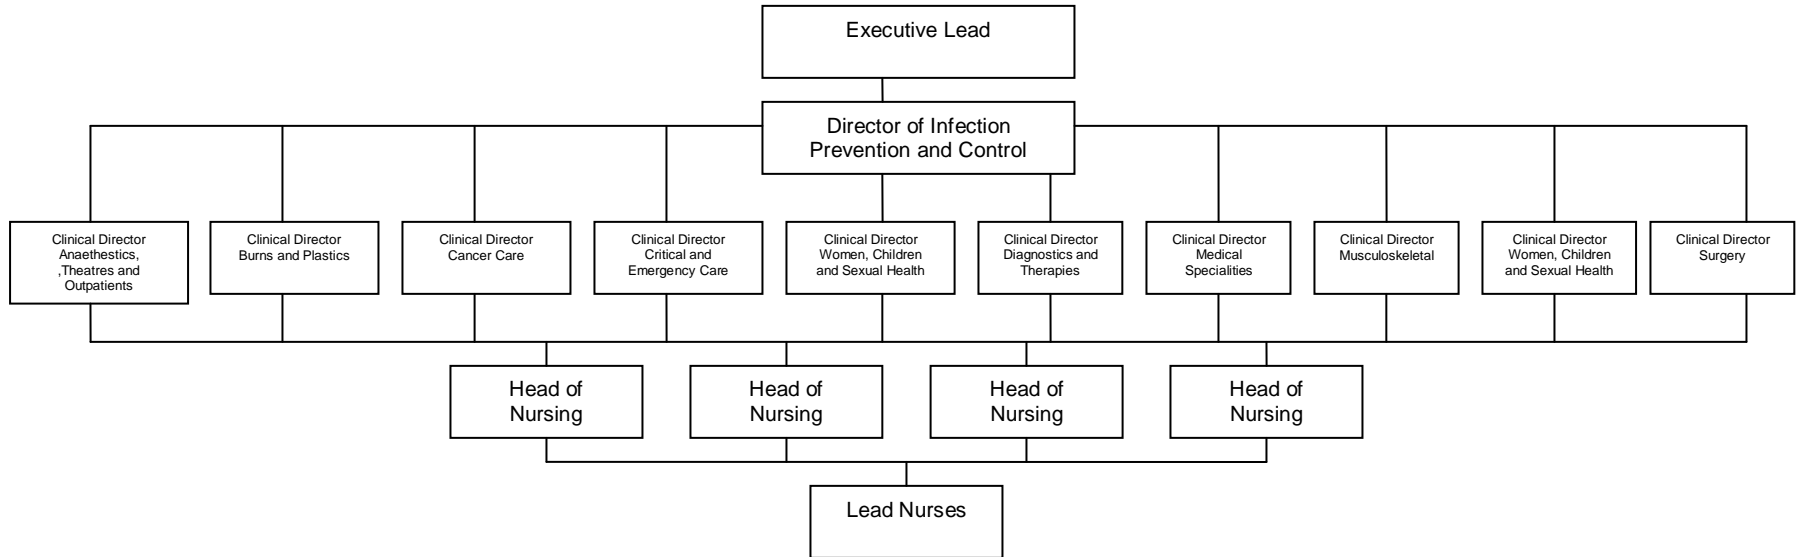 Executive Lead
Director of Infection
Prevention and Control
Clinical Director
Anaethestics,
,Theatres and
Outpatients
Clinical Director
Burns and Plastics
Clinical Director
Cancer Care
Clinical Director
Critical and
Emergency Care
Clinical Director
Women, Children
and Sexual Health
Clinical Director
Diagnostics and
Therapies
Clinical Director
Medical
Specialities
Clinical Director
Musculoskeletal
Clinical Director
Women, Children
and Sexual Health
Clinical Director
Surgery
Head of
Nursing
Head of
Nursing
Head of
Nursing
Head of
Nursing
Lead Nurses